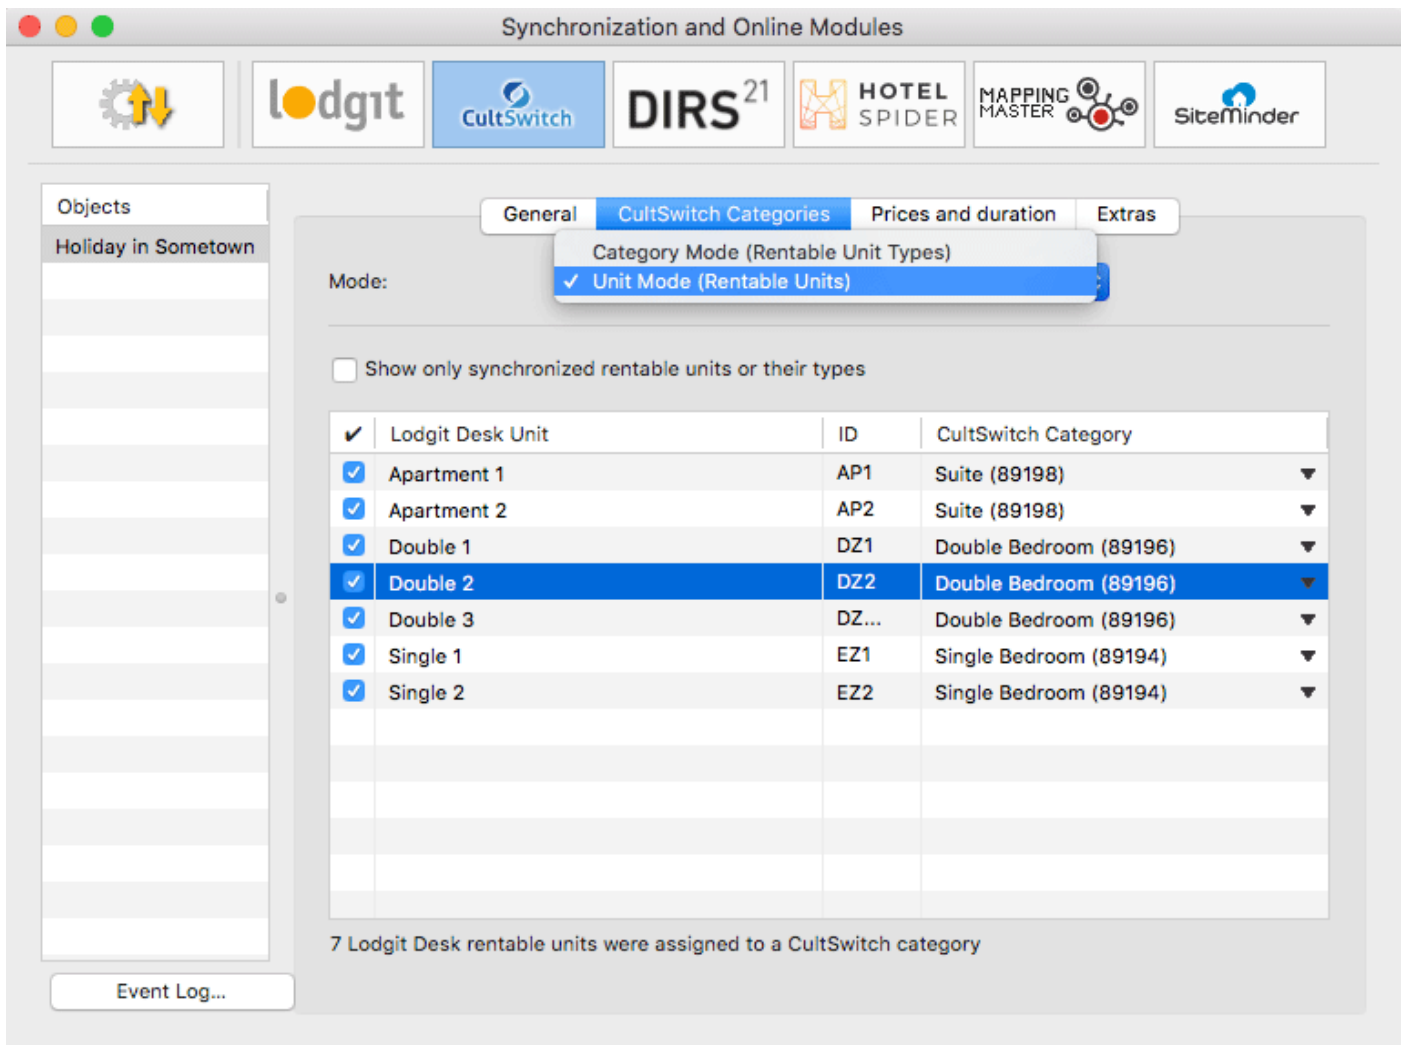 Synchronization and Online Modules
lodgit
CultSwitch
DIRS21
HOTEL SPIDER
MAPPING MASTER
SiteMinder
Objects
Holiday in Sometown
General CultSwitch Categories Prices and duration Extras
Mode:
Category Mode (Rentable Unit Types)
✓ Unit Mode (Rentable Units)
Show only synchronized rentable units or their types
✔ Lodgit Desk Unit ID CultSwitch Category
Apartment 1 AP1 Suite (89198)
Apartment 2 AP2 Suite (89198)
Double 1 DZ1 Double Bedroom (89196)
Double 2 DZ2 Double Bedroom (89196)
Double 3 DZ... Double Bedroom (89196)
Single 1 EZ1 Single Bedroom (89194)
Single 2 EZ2 Single Bedroom (89194)
7 Lodgit Desk rentable units were assigned to a CultSwitch category
Event Log...